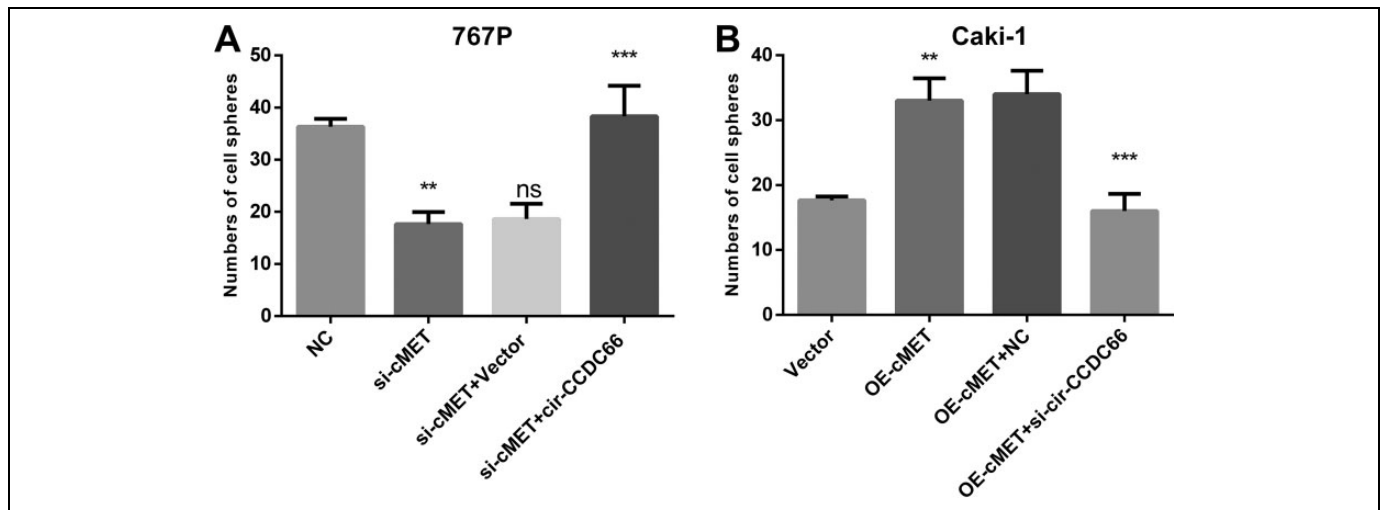 A
767P
Numbers of cell spheres
50
40
30
20
10
0
**
ns
***
NC
si-cMET
si-cMET+Vector
si-cMET+cir-CCDC66
B
Caki-1
Numbers of cell spheres
40
30
20
10
0
**
***
Vector
OE-cMET
OE-cMET+NC
OE-cMET+si-cir-CCDC66